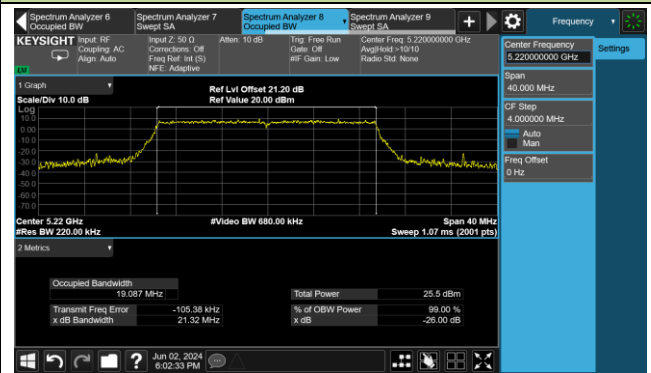 Spectrum Analyzer 6
Occupied BW
Spectrum Analyzer 7
Swept SA
Spectrum Analyzer 8
Occupied BW
Spectrum Analyzer 9
Swept SA
Frequency
KEYSIGHT
Input: RF
Coupling: AC
Align: Auto
Input Z: 50 Ω
Corrections: Off
Freq Ref: Int (S)
NFE: Adaptive
Atten: 10 dB
Trig: Free Run
Gate: Off
#IF Gain: Low
Center Freq: 5.220000000 GHz
Avg|Hold:>10/10
Radio Std: None
Center Frequency
5.220000000 GHz
Settings
Span
40.000 MHz
CF Step
4.000000 MHz
Auto
Man
Freq Offset
0 Hz
1 Graph
Scale/Div 10.0 dB
Ref Lvl Offset 21.20 dB
Ref Value 20.00 dBm
Log
10.0
0.00
-10.0
-20.0
-30.0
-40.0
-50.0
-60.0
-70.0
Center 5.22 GHz
#Video BW 680.00 kHz
Span 40 MHz
#Res BW 220.00 kHz
Sweep 1.07 ms (2001 pts)
2 Metrics
Occupied Bandwidth
19.087 MHz
Total Power
25.5 dBm
Transmit Freq Error
-105.38 kHz
% of OBW Power
99.00 %
x dB Bandwidth
21.32 MHz
x dB
-26.00 dB
?
Jun 02, 2024
6:02:33 PM